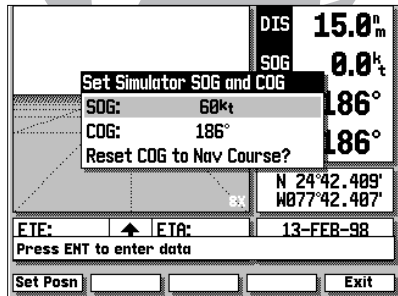 DIS 15.0nm
SOG 0.0kt
Set Simulator SOG and COG
SOG: 60kt
COG: 186°
Reset COG to Nav Course?
186°
186°
8X
N 24°42.409'
W077°42.407'
ETE: ETA:
13-FEB-98
Press ENT to enter data
Set Posn
Exit